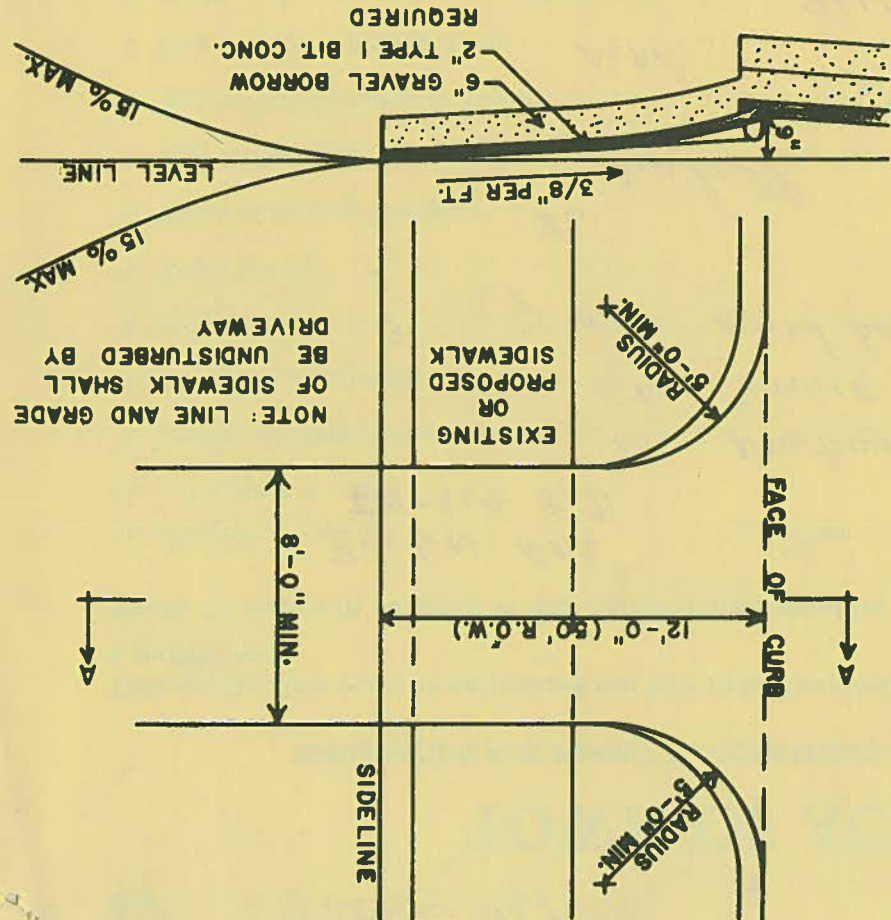 RADIUS
5'-0" MIN.
SIDELINE
A
A
12'-0" (50' R.O.W.)
FACE OF CURB
8'-0" MIN.
RADIUS
5'-0" MIN.
EXISTING
OR
PROPOSED
SIDEWALK
NOTE: LINE AND GRADE
OF SIDEWALK SHALL
BE UNDISTURBED BY
DRIVEWAY
15% MAX.
3/8" PER FT.
LEVEL LINE
6"
6" GRAVEL BORROW
2" TYPE I BIT. CONC.
REQUIRED
15% MAX.